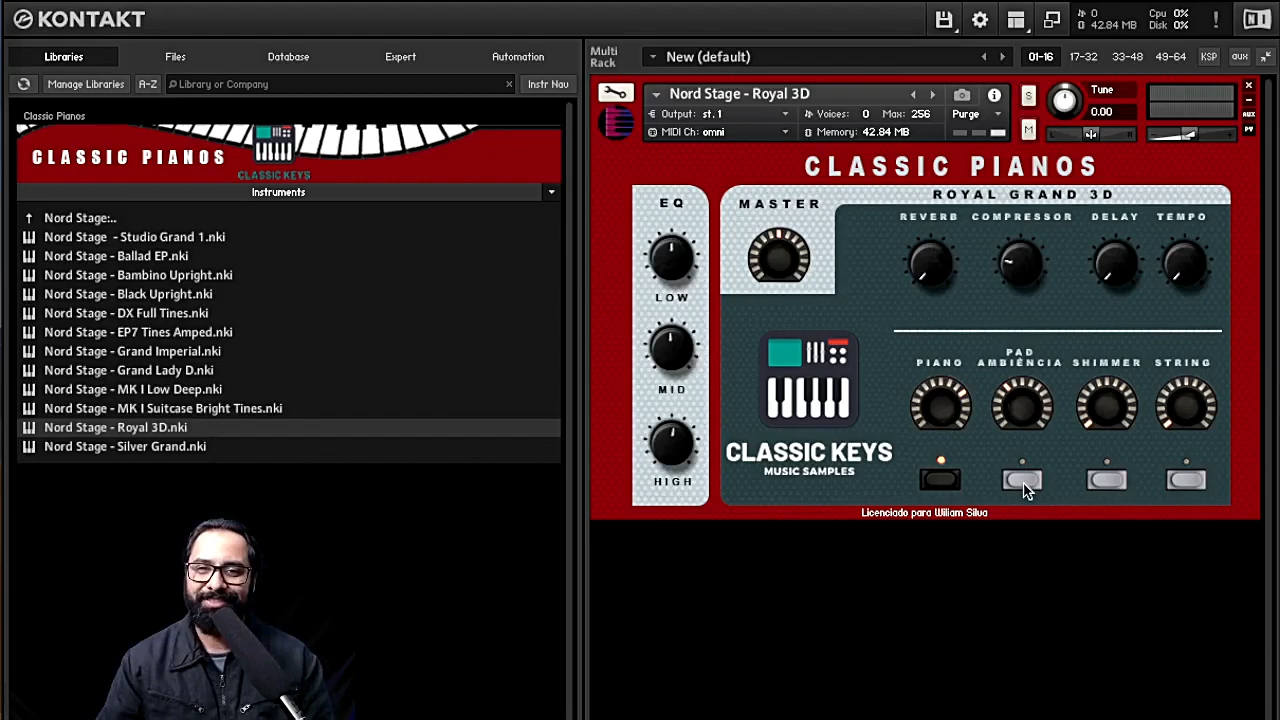 KONTAKT
0
42.84 MB
Cpu 0%
Disk 0%
!
Libraries
Files
Database
Expert
Automation
Manage Libraries
A-Z
Library or Company
×
Instr Nav
Multi
Rack
New (default)
01-16
17-32
33-48
49-64
KSP
aux
Classic Pianos
CLASSIC PIANOS
CLASSIC KEYS
Instruments
Nord Stage:..
Nord Stage - Studio Grand 1.nki
Nord Stage - Ballad EP.nki
Nord Stage - Bambino Upright.nki
Nord Stage - Black Upright.nki
Nord Stage - DX Full Tines.nki
Nord Stage - EP7 Tines Amped.nki
Nord Stage - Grand Imperial.nki
Nord Stage - Grand Lady D.nki
Nord Stage - MK I Low Deep.nki
Nord Stage - MK I Suitcase Bright Tines.nki
Nord Stage - Royal 3D.nki
Nord Stage - Silver Grand.nki
Nord Stage - Royal 3D
Output: st.1
Voices: 0 Max: 256
Purge
MIDI Ch: omni
Memory: 42.84 MB
S
M
Tune
0.00
L R
- +
×
-
AUX
PV
CLASSIC PIANOS
ROYAL GRAND 3D
EQ
LOW
MID
HIGH
MASTER
REVERB COMPRESSOR DELAY TEMPO
PIANO PAD AMBIÊNCIA SHIMMER STRING
CLASSIC KEYS
MUSIC SAMPLES
Licenciado para Wiliam Silva